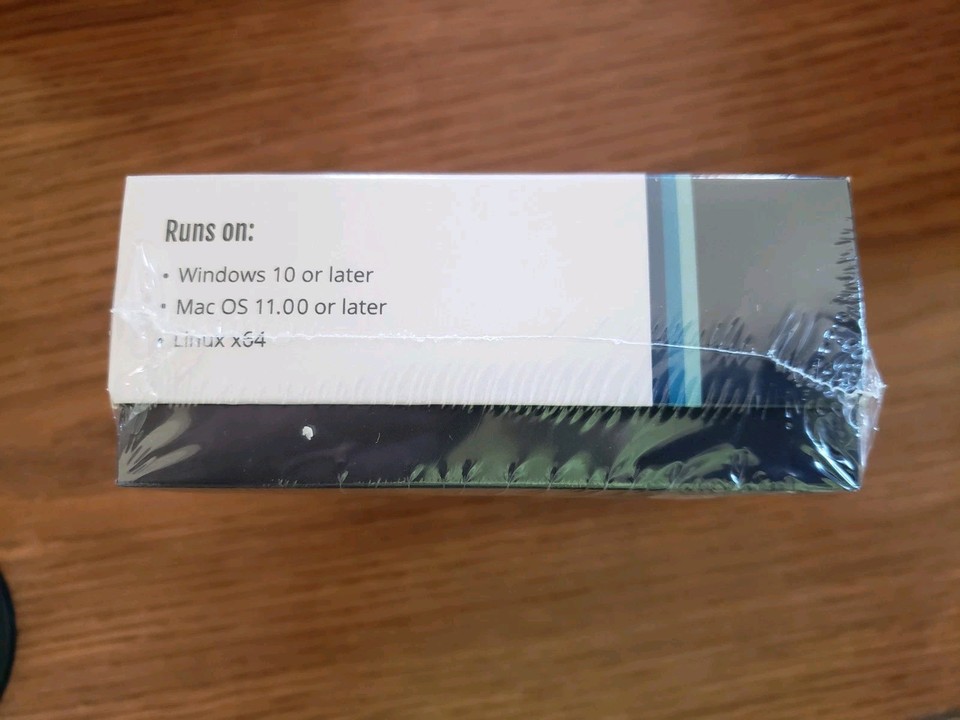 Runs on:
• Windows 10 or later
• Mac OS 11.00 or later
• Linux x64